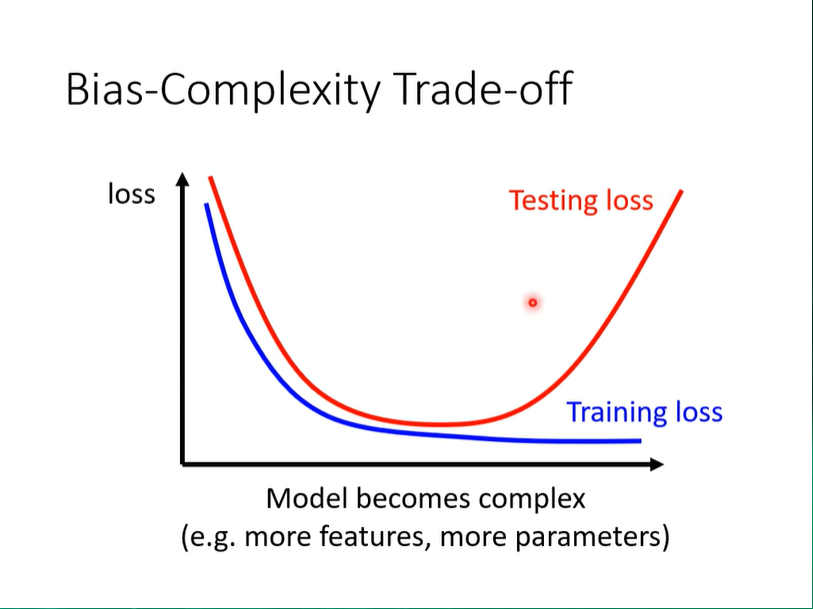 Bias-Complexity Trade-off
loss
Testing loss
Training loss
Model becomes complex
(e.g. more features, more parameters)